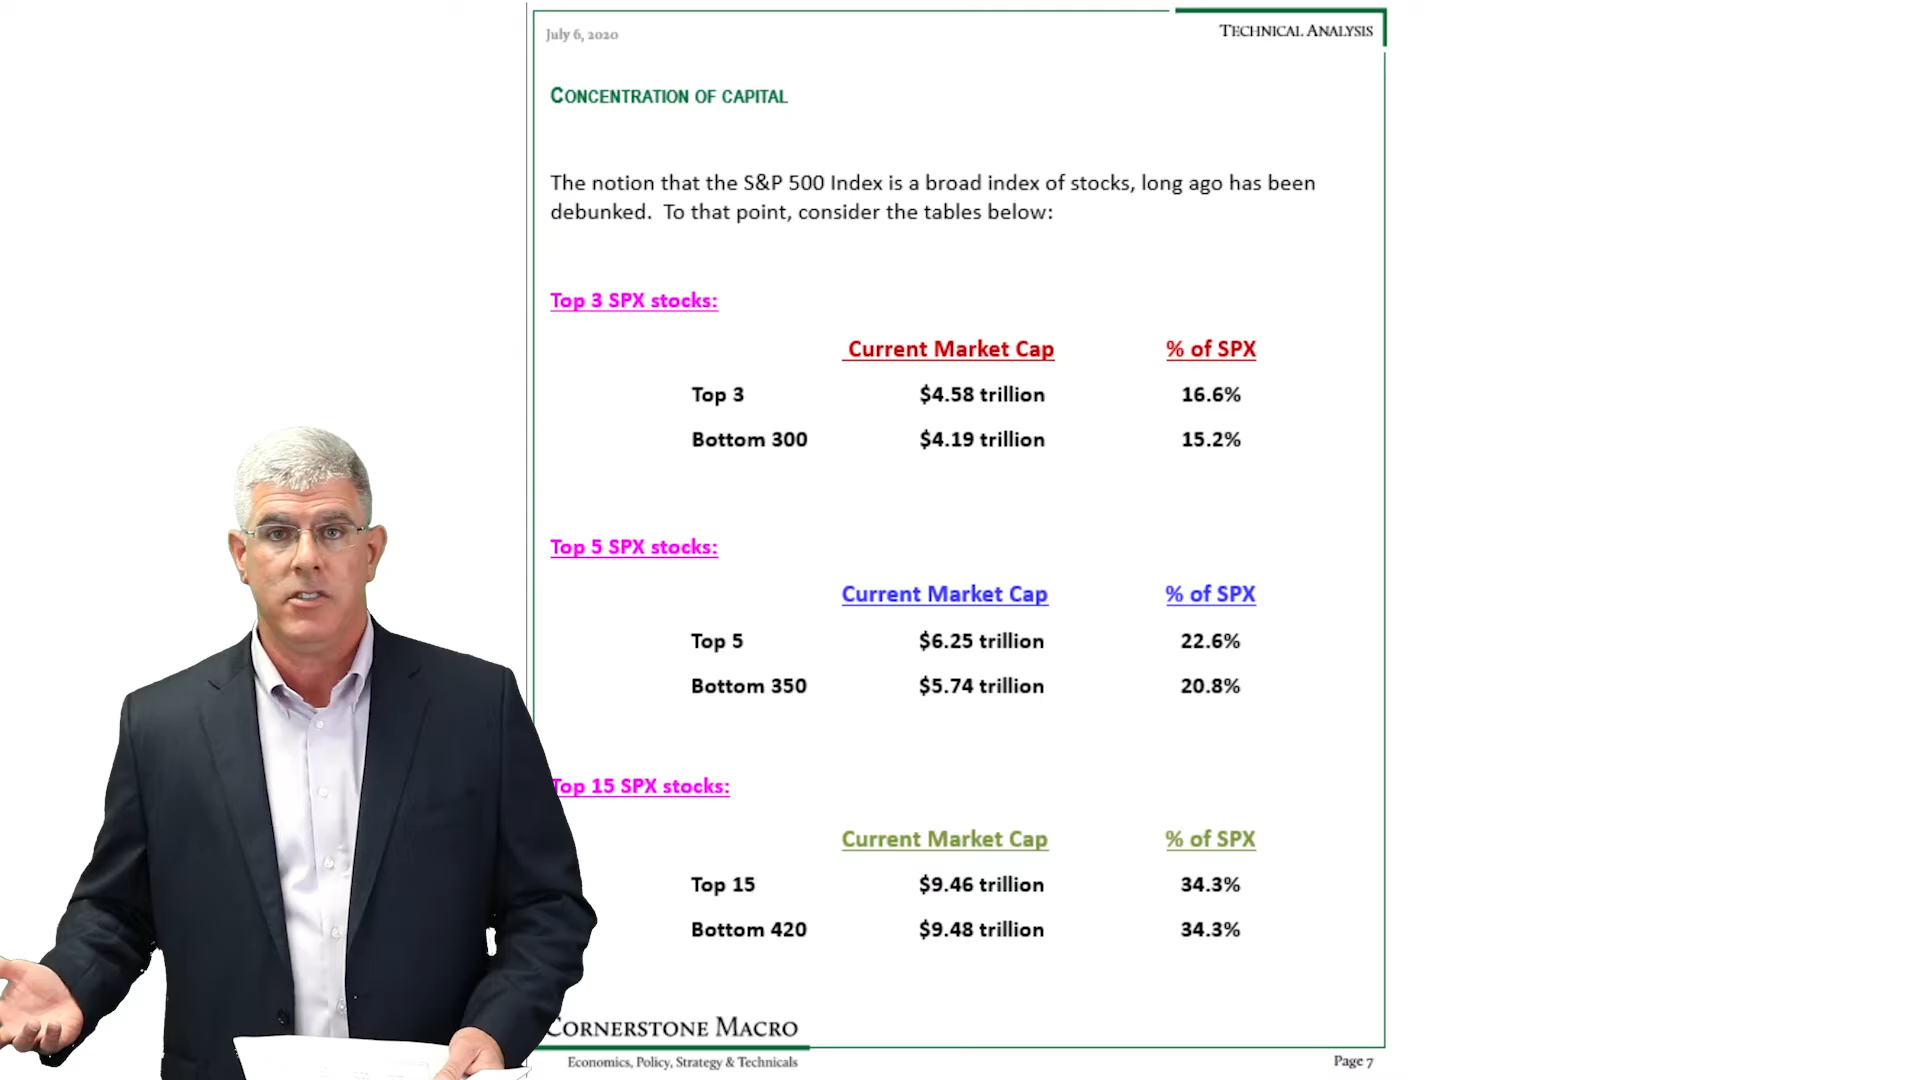 July 6, 2020
TECHNICAL ANALYSIS
CONCENTRATION OF CAPITAL
The notion that the S&P 500 Index is a broad index of stocks, long ago has been
debunked. To that point, consider the tables below:
Top 3 SPX stocks:
Current Market Cap % of SPX
Top 3 $4.58 trillion 16.6%
Bottom 300 $4.19 trillion 15.2%
Top 5 SPX stocks:
Current Market Cap % of SPX
Top 5 $6.25 trillion 22.6%
Bottom 350 $5.74 trillion 20.8%
Top 15 SPX stocks:
Current Market Cap % of SPX
Top 15 $9.46 trillion 34.3%
Bottom 420 $9.48 trillion 34.3%
CORNERSTONE MACRO
Economics, Policy, Strategy & Technicals
Page 7